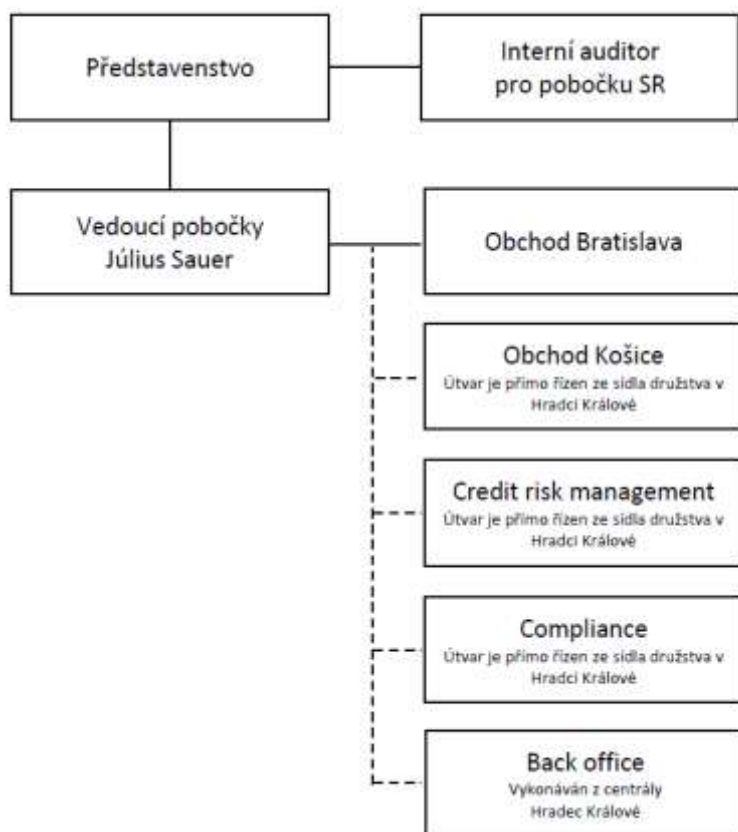 Představenstvo
Interní auditor
pro pobočku SR
Vedoucí pobočky
Július Sauer
Obchod Bratislava
Obchod Košice
Útvar je přímo řízen ze sídla družstva v
Hradci Králové
Credit risk management
Útvar je přímo řízen ze sídla družstva v
Hradci Králové
Compliance
Útvar je přímo řízen ze sídla družstva v
Hradci Králové
Back office
Vykonáván z centrály
Hradec Králové